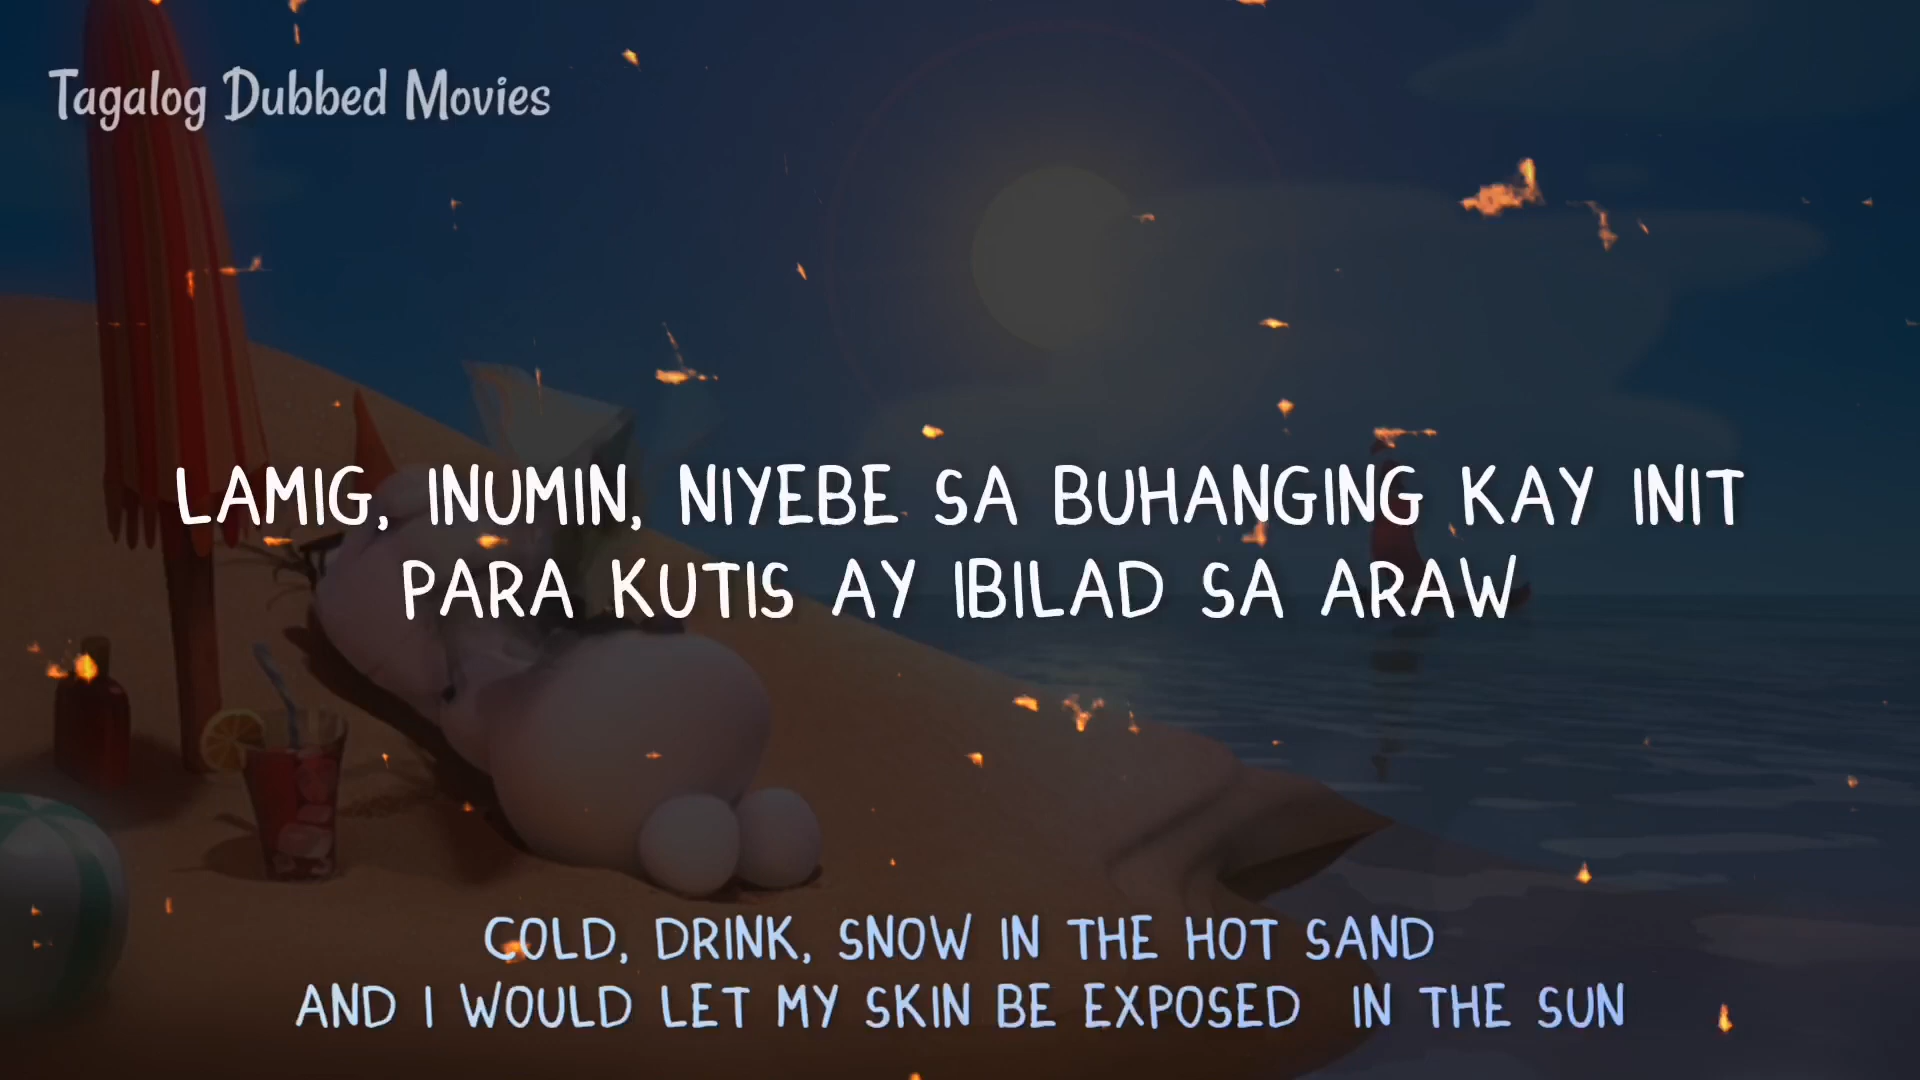 Tagalog Dubbed Movies
LAMIG, INUMIN, NIYEBE SA BUHANGING KAY INIT
PARA KUTIS AY IBILAD SA ARAW
COLD, DRINK, SNOW IN THE HOT SAND
AND I WOULD LET MY SKIN BE EXPOSED IN THE SUN